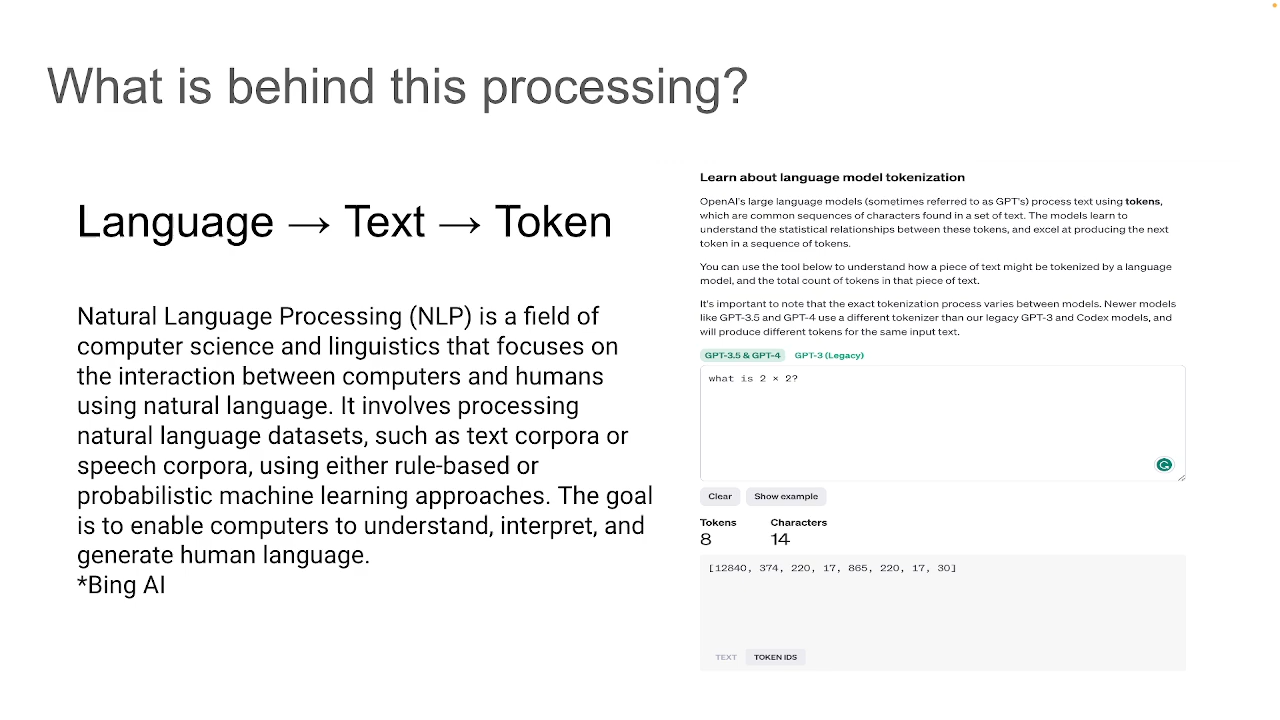 What is behind this processing?
Language → Text → Token
Natural Language Processing (NLP) is a field of
computer science and linguistics that focuses on
the interaction between computers and humans
using natural language. It involves processing
natural language datasets, such as text corpora or
speech corpora, using either rule-based or
probabilistic machine learning approaches. The goal
is to enable computers to understand, interpret, and
generate human language.
*Bing AI
Learn about language model tokenization
OpenAI's large language models (sometimes referred to as GPT's) process text using tokens,
which are common sequences of characters found in a set of text. The models learn to
understand the statistical relationships between these tokens, and excel at producing the next
token in a sequence of tokens.
You can use the tool below to understand how a piece of text might be tokenized by a language
model, and the total count of tokens in that piece of text.
It's important to note that the exact tokenization process varies between models. Newer models
like GPT-3.5 and GPT-4 use a different tokenizer than our legacy GPT-3 and Codex models, and
will produce different tokens for the same input text.
GPT-3.5 & GPT-4 GPT-3 (Legacy)
what is 2 × 2?
Clear Show example
Tokens Characters
8 14
[12840, 374, 220, 17, 865, 220, 17, 30]
TEXT TOKEN IDS